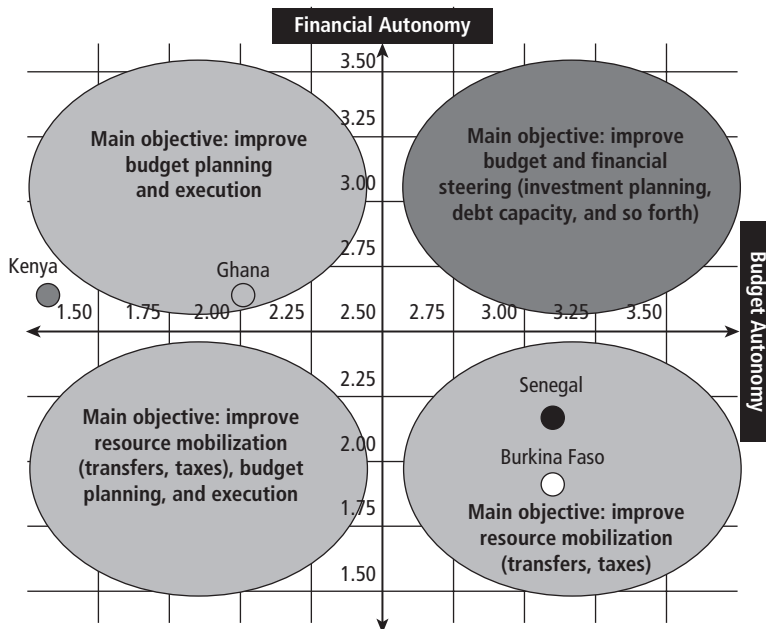 Financial Autonomy
3.50
3.25
Main objective: improve
budget planning
and execution
Main objective: improve
budget and financial
steering (investment planning,
debt capacity, and so forth)
3.00
2.75
Kenya
Ghana
1.50 1.75 2.00 2.25 2.50 2.75 3.00 3.25 3.50
Budget Autonomy
2.25
Main objective: improve
resource mobilization
(transfers, taxes), budget
planning, and execution
Senegal
2.00
Burkina Faso
1.75
Main objective: improve
resource mobilization
(transfers, taxes)
1.50